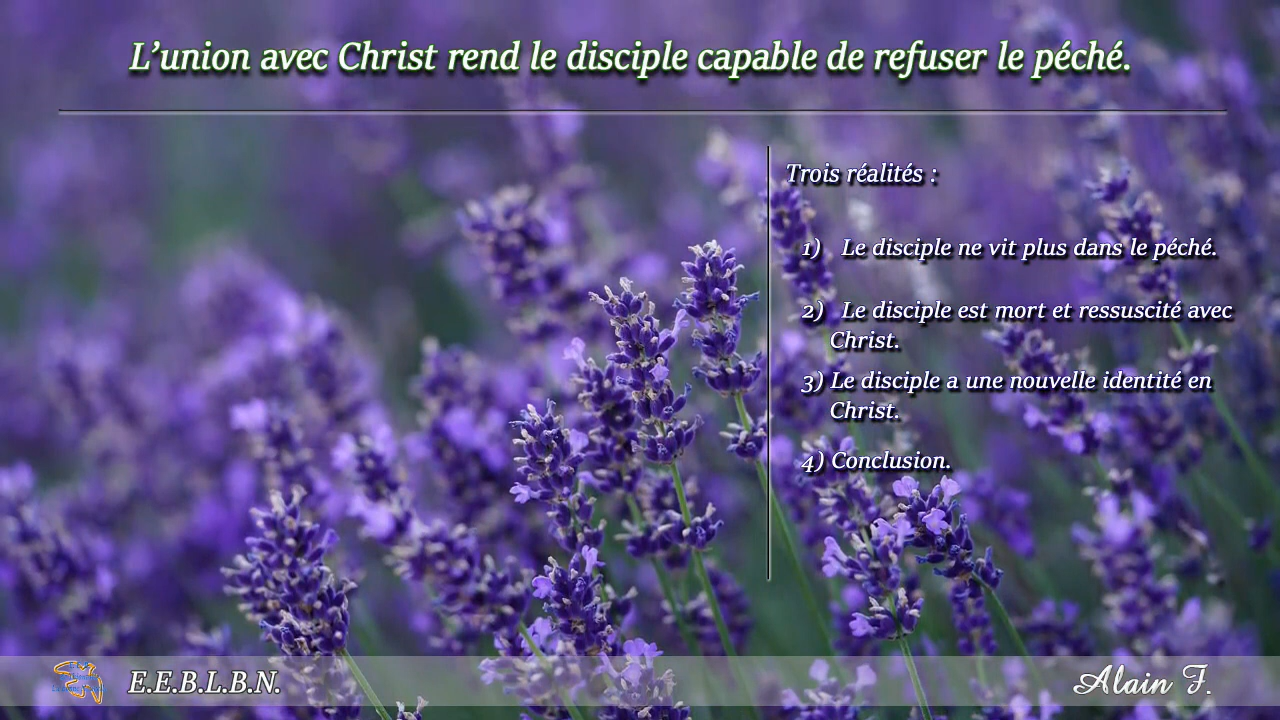 L’union avec Christ rend le disciple capable de refuser le péché.
Trois réalités :
1) Le disciple ne vit plus dans le péché.
2) Le disciple est mort et ressuscité avec
Christ.
3) Le disciple a une nouvelle identité en
Christ.
4) Conclusion.
E.E.B.L.B.N.
Alain F.